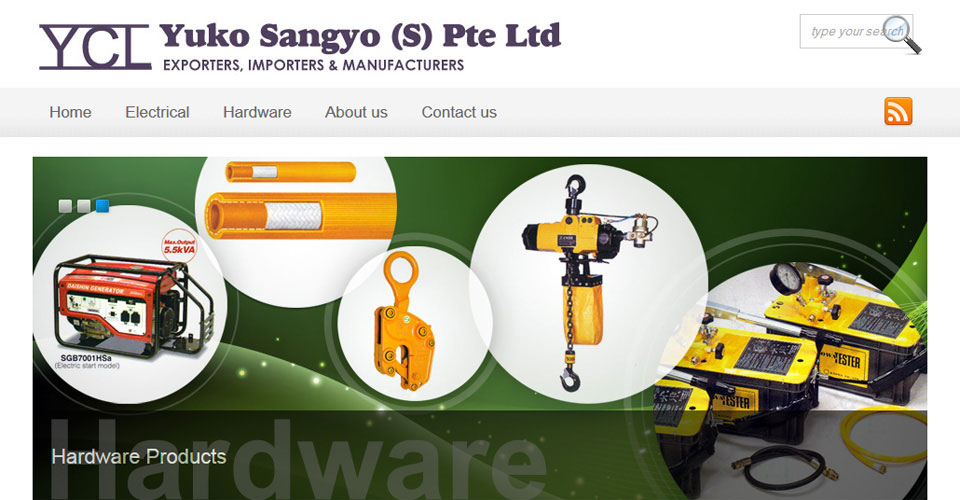 YCL
Yuko Sangyo (S) Pte Ltd
EXPORTERS, IMPORTERS & MANUFACTURERS
type your search
Home
Electrical
Hardware
About us
Contact us
Max.Output
5.5kVA
DAISHIN GENERATOR
SGB7001HSa
(Electric start model)
TESTER
TESTER
Hardware
Hardware Products